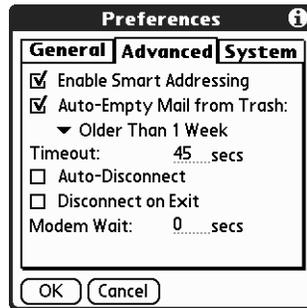 Preferences
General Advanced System
Enable Smart Addressing
Auto-Empty Mail from Trash:
Older Than 1 Week
Timeout: 45 secs
Auto-Disconnect
Disconnect on Exit
Modem Wait: 0 secs
OK Cancel